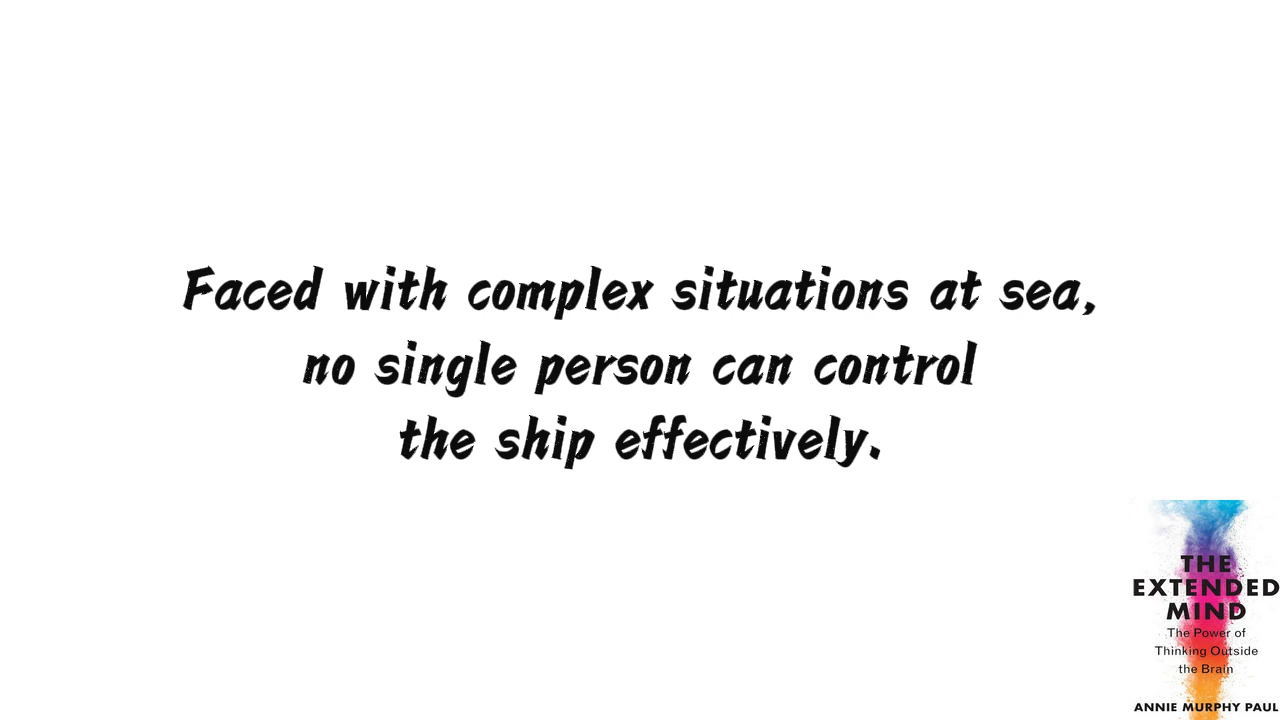 Faced with complex situations at sea,
no single person can control
the ship effectively.
THE
EXTENDED
MIND
The Power of
Thinking Outside
the Brain
ANNIE MURPHY PAUL